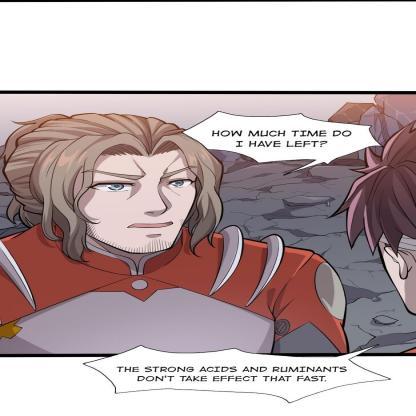 HOW MUCH TIME DO
I HAVE LEFT?
THE STRONG ACIDS AND RUMINANTS
DON'T TAKE EFFECT THAT FAST.